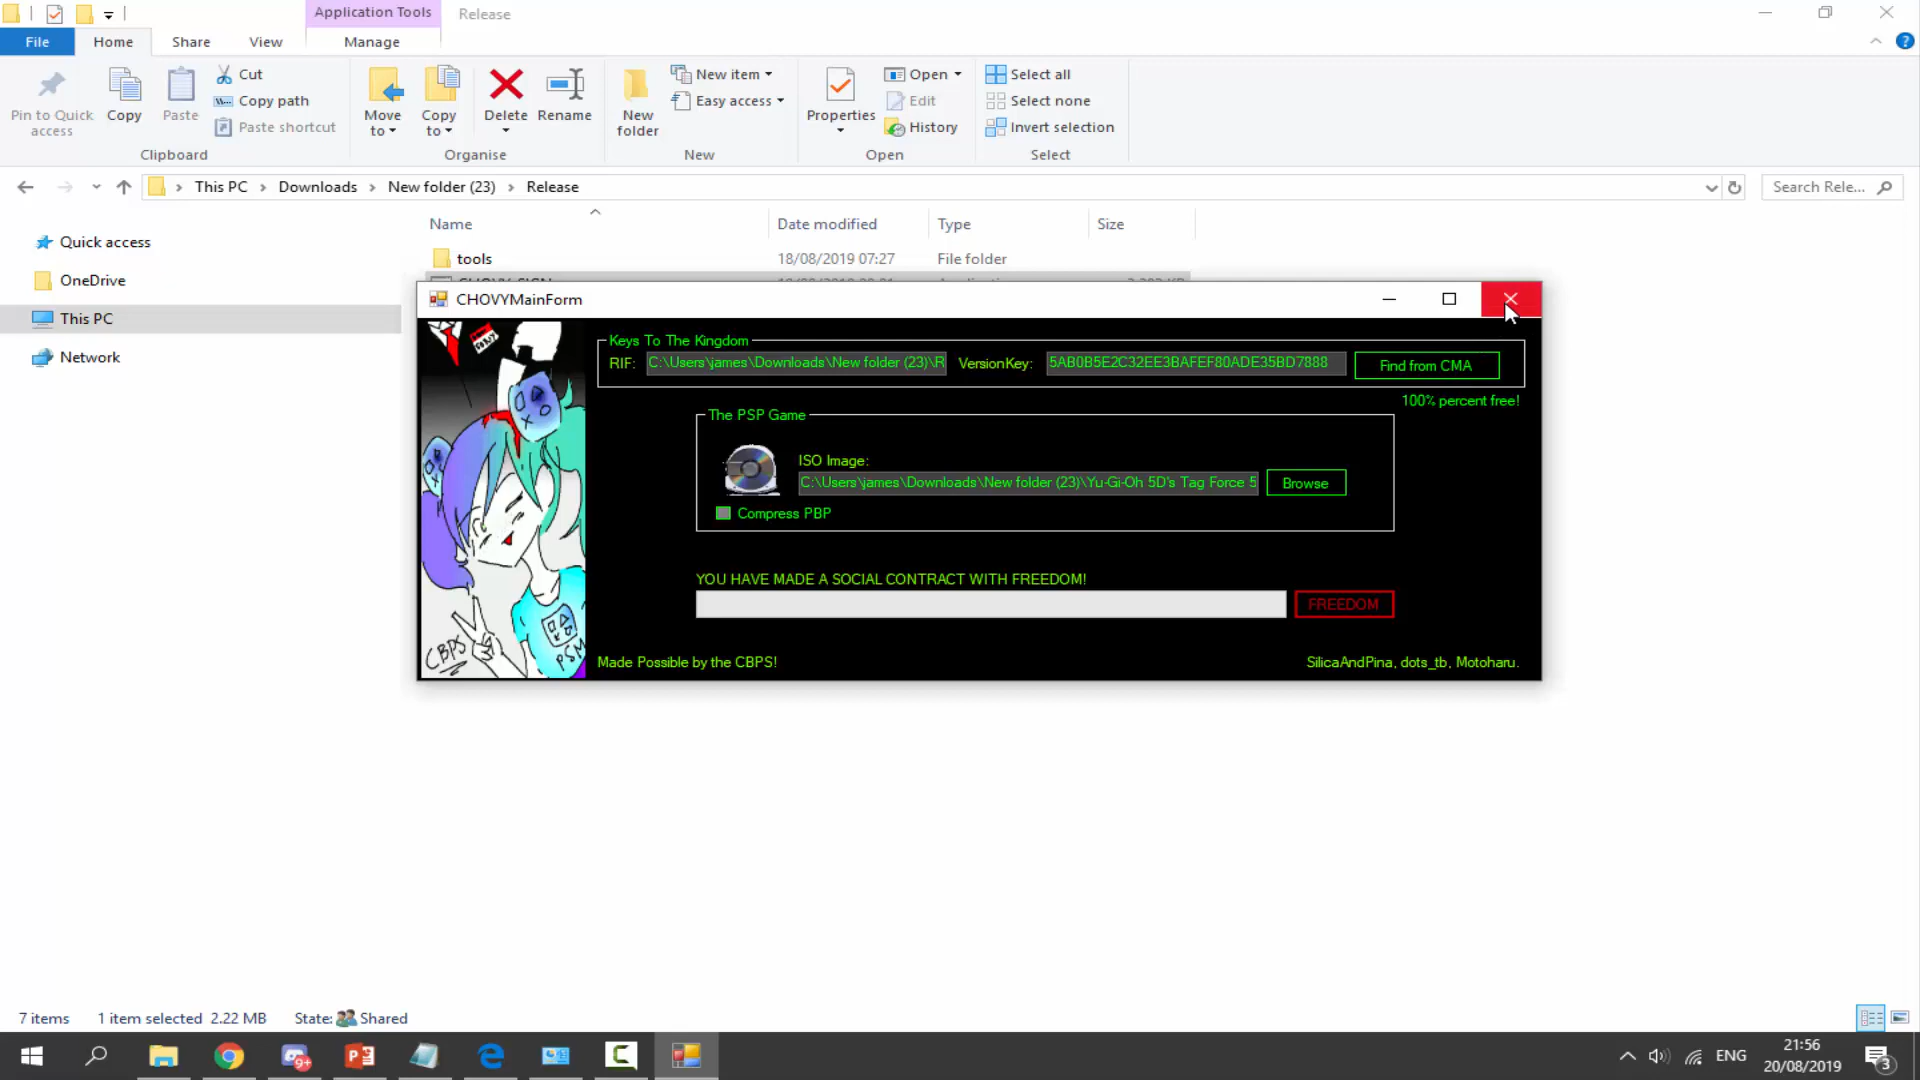 Application Tools
Release
File
Home
Share
View
Manage
Pin to Quick access
Copy
Paste
Cut
Copy path
Paste shortcut
Clipboard
Move to
Copy to
Delete
Rename
Organise
New folder
New item
Easy access
New
Properties
Open
Edit
History
Open
Select all
Select none
Invert selection
Select
This PC
Downloads
New folder (23)
Release
Search Rele...
Quick access
OneDrive
This PC
Network
Name
Date modified
Type
Size
tools
18/08/2019 07:27
File folder
CHOVYMainForm
Keys To The Kingdom
RIF:
C:\Users\james\Downloads\New folder (23)\R
VersionKey:
5AB0B5E2C32EE3BAFEF80ADE35BD7888
Find from CMA
100% percent free!
The PSP Game
ISO Image:
C:\Users\james\Downloads\New folder (23)\Yu-Gi-Oh 5D's Tag Force 5
Browse
Compress PBP
YOU HAVE MADE A SOCIAL CONTRACT WITH FREEDOM!
FREEDOM
CBPS
PSM
Made Possible by the CBPS!
SilicaAndPina, dots_tb, Motoharu.
7 items
1 item selected 2.22 MB
State: Shared
9+
ENG
21:56
20/08/2019
3